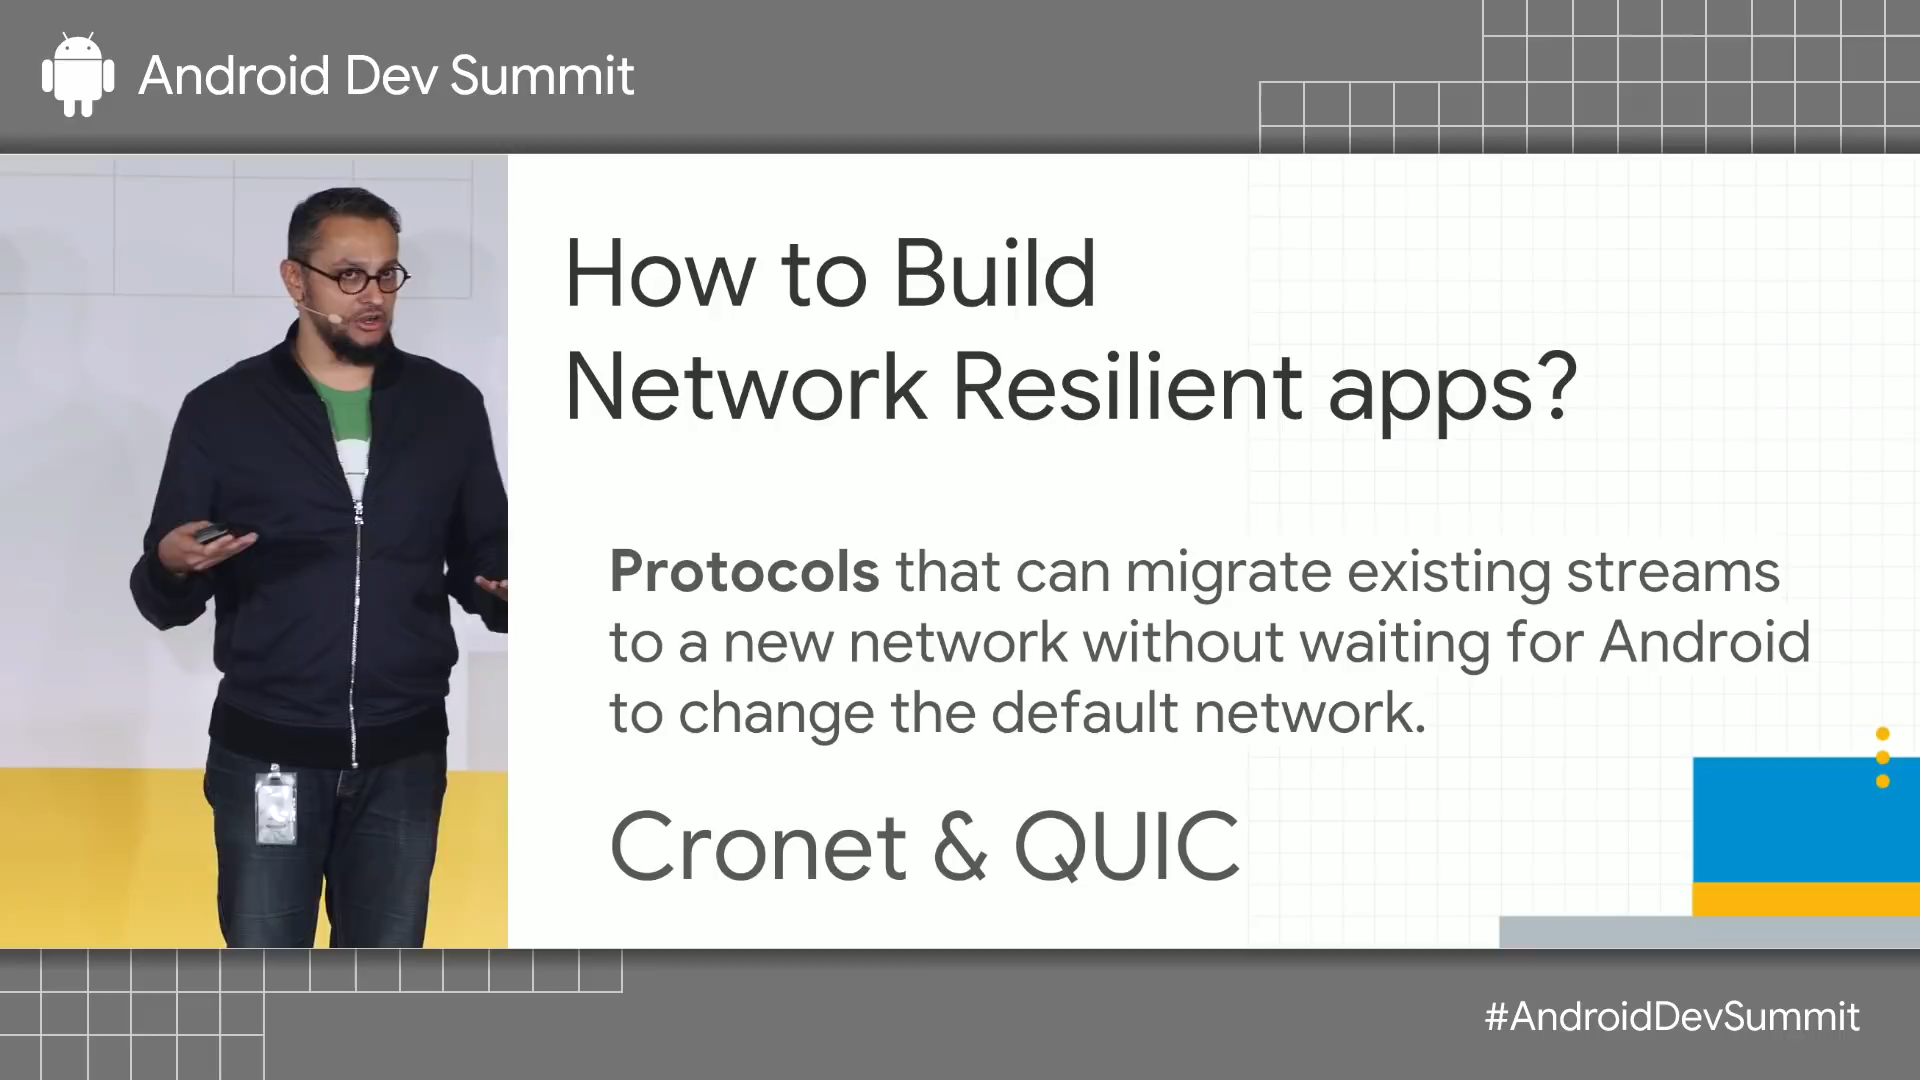 Android Dev Summit
How to Build
Network Resilient apps?
Protocols that can migrate existing streams
to a new network without waiting for Android
to change the default network.
Cronet & QUIC
#AndroidDevSummit